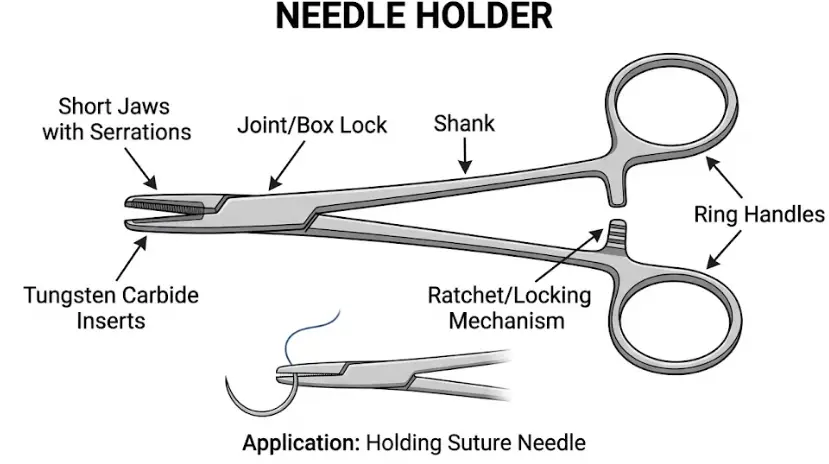 NEEDLE HOLDER
Short Jaws
with Serrations
Joint/Box Lock
Shank
Ring Handles
Tungsten Carbide
Inserts
Ratchet/Locking
Mechanism
Application: Holding Suture Needle